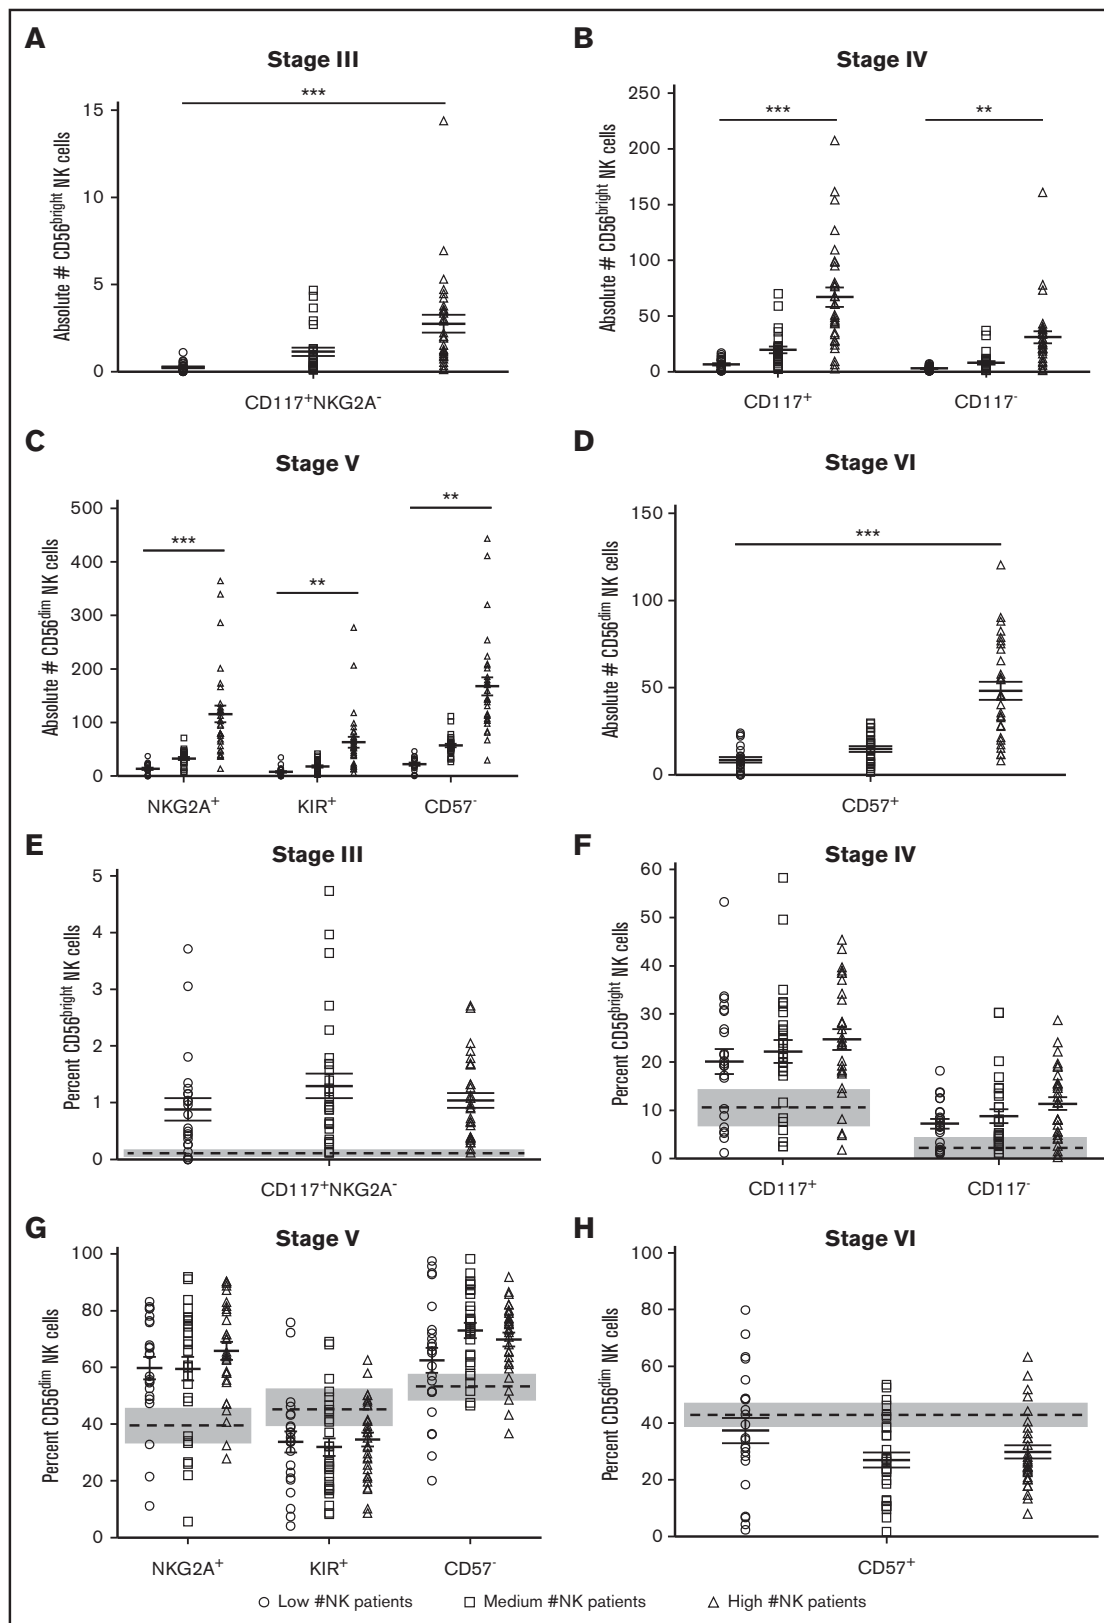 A
Stage III
***
15
10
5
0
Absolute # CD56bright NK cells
CD117+NKG2A-
B
Stage IV
***
**
250
200
150
100
50
0
Absolute # CD56bright NK cells
CD117+
CD117-
C
Stage V
***
**
**
500
400
300
200
100
0
Absolute # CD56dim NK cells
NKG2A+
KIR+
CD57-
D
Stage VI
***
150
100
50
0
Absolute # CD56dim NK cells
CD57+
E
Stage III
5
4
3
2
1
0
Percent CD56bright NK cells
CD117+NKG2A-
F
Stage IV
60
50
40
30
20
10
0
Percent CD56bright NK cells
CD117+
CD117-
G
Stage V
100
80
60
40
20
0
Percent CD56dim NK cells
NKG2A+
KIR+
CD57-
H
Stage VI
100
80
60
40
20
0
Percent CD56dim NK cells
CD57+
Low #NK patients
Medium #NK patients
High #NK patients